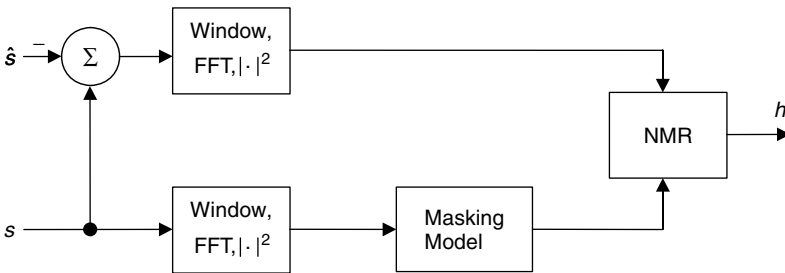 ŝ
−
Σ
Window,
FFT,|·|²
NMR
h
s
Window,
FFT,|·|²
Masking
Model